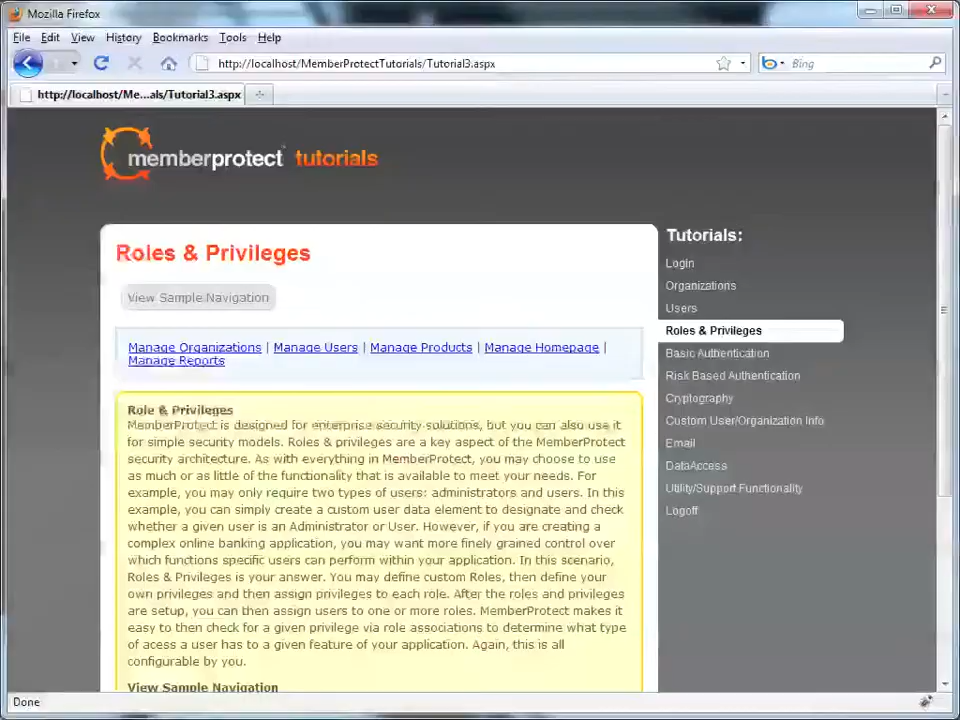 Mozilla Firefox
File Edit View History Bookmarks Tools Help
http://localhost/MemberProtectTutorials/Tutorial3.aspx
Bing
http://localhost/Me...als/Tutorial3.aspx
memberprotect tutorials
Roles & Privileges
View Sample Navigation
Manage Organizations | Manage Users | Manage Products | Manage Homepage |
Manage Reports
Role & Privileges
MemberProtect is designed for enterprise security solutions, but you can also use it
for simple security models. Roles & privileges are a key aspect of the MemberProtect
security architecture. As with everything in MemberProtect, you may choose to use
as much or as little of the functionality that is available to meet your needs. For
example, you may only require two types of users: administrators and users. In this
example, you can simply create a custom user data element to designate and check
whether a given user is an Administrator or User. However, if you are creating a
complex online banking application, you may want more finely grained control over
which functions specific users can perform within your application. In this scenario,
Roles & Privileges is your answer. You may define custom Roles, then define your
own privileges and then assign privileges to each role. After the roles and privileges
are setup, you can then assign users to one or more roles. MemberProtect makes it
easy to then check for a given privilege via role associations to determine what type
of acess a user has to a given feature of your application. Again, this is all
configurable by you.
View Sample Navigation
Tutorials:
Login
Organizations
Users
Roles & Privileges
Basic Authentication
Risk Based Authentication
Cryptography
Custom User/Organization Info
Email
DataAccess
Utility/Support Functionality
Logoff
Done